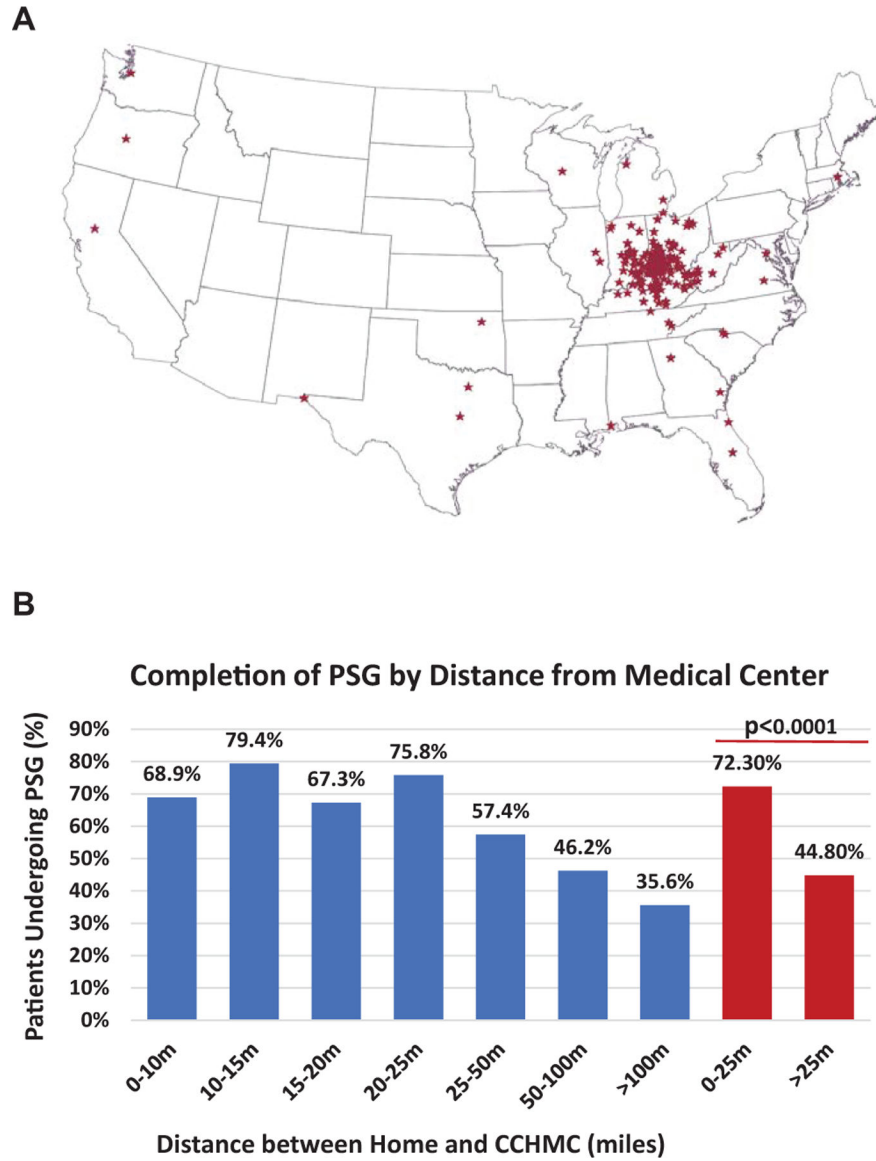 A
B
Completion of PSG by Distance from Medical Center
Patients Undergoing PSG (%)
90%
80%
70%
60%
50%
40%
30%
20%
10%
0%
68.9%
79.4%
67.3%
75.8%
57.4%
46.2%
35.6%
p<0.0001
72.30%
44.80%
0-10m
10-15m
15-20m
20-25m
25-50m
50-100m
>100m
0-25m
>25m
Distance between Home and CCHMC (miles)